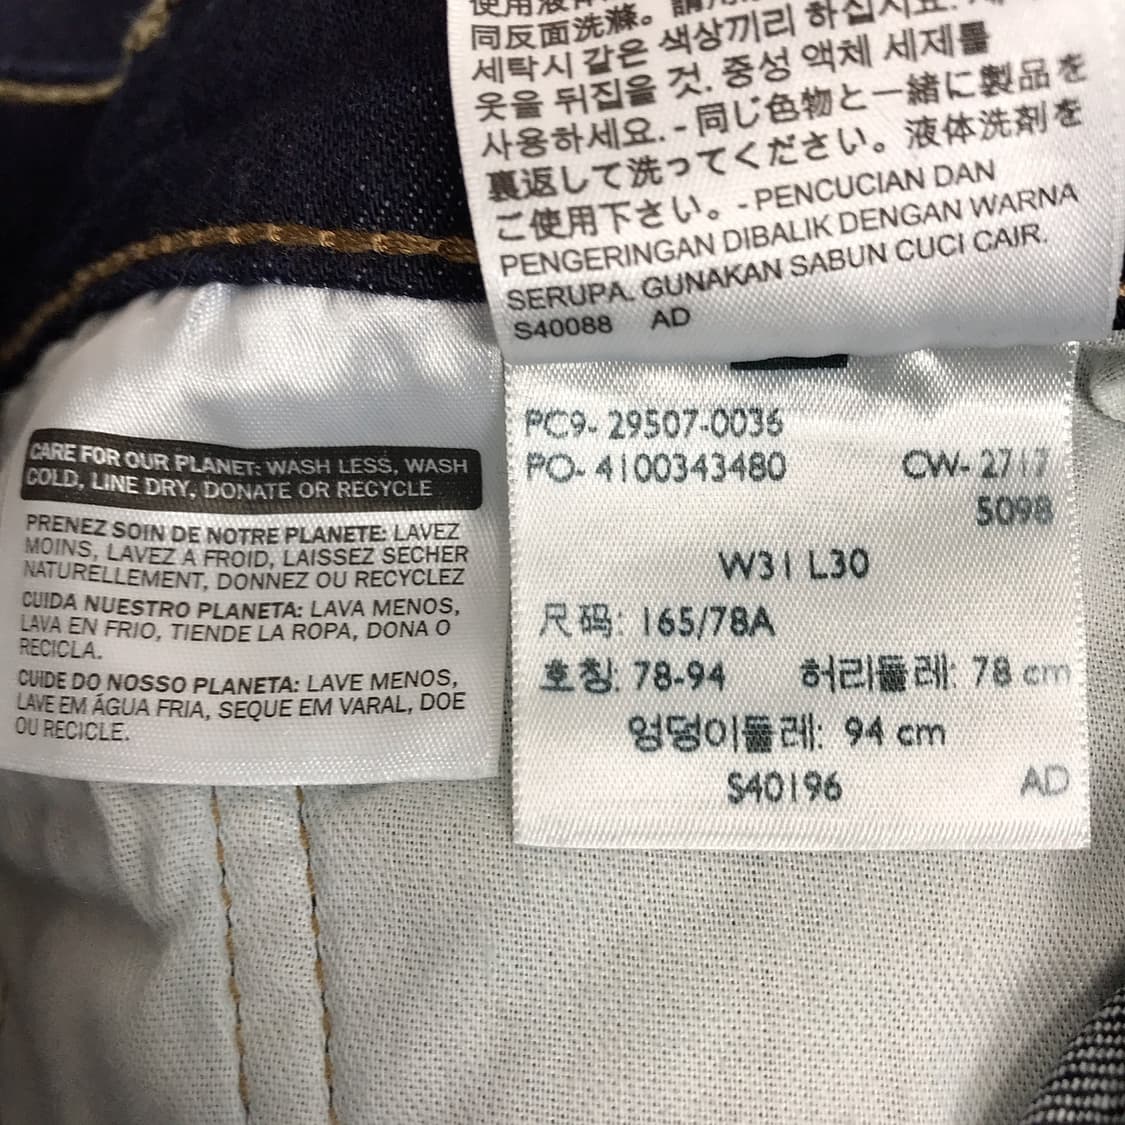 同反面洗滌。
세탁시 같은 색상끼리 하십시요.
옷을 뒤집을 것. 중성 액체 세제를
사용하세요. - 同じ色物と一緒に製品を
裏返して洗ってください。液体洗剤を
ご使用下さい。- PENCUCIAN DAN
PENGERINGAN DIBALIK DENGAN WARNA
SERUPA. GUNAKAN SABUN CUCI CAIR.
S40088 AD
CARE FOR OUR PLANET: WASH LESS, WASH
COLD, LINE DRY, DONATE OR RECYCLE
PRENEZ SOIN DE NOTRE PLANETE: LAVEZ
MOINS, LAVEZ A FROID, LAISSEZ SECHER
NATURELLEMENT, DONNEZ OU RECYCLEZ
CUIDA NUESTRO PLANETA: LAVA MENOS,
LAVA EN FRIO, TIENDE LA ROPA, DONA O
RECICLA.
CUIDE DO NOSSO PLANETA: LAVE MENOS,
LAVE EM ÁGUA FRIA, SEQUE EM VARAL, DOE
OU RECICLE.
PC9- 29507-0036
PO- 4100343480 CW- 2717
5098
W31 L30
尺码: 165/78A
호칭: 78-94 허리둘레: 78 cm
엉덩이둘레: 94 cm
S40196 AD